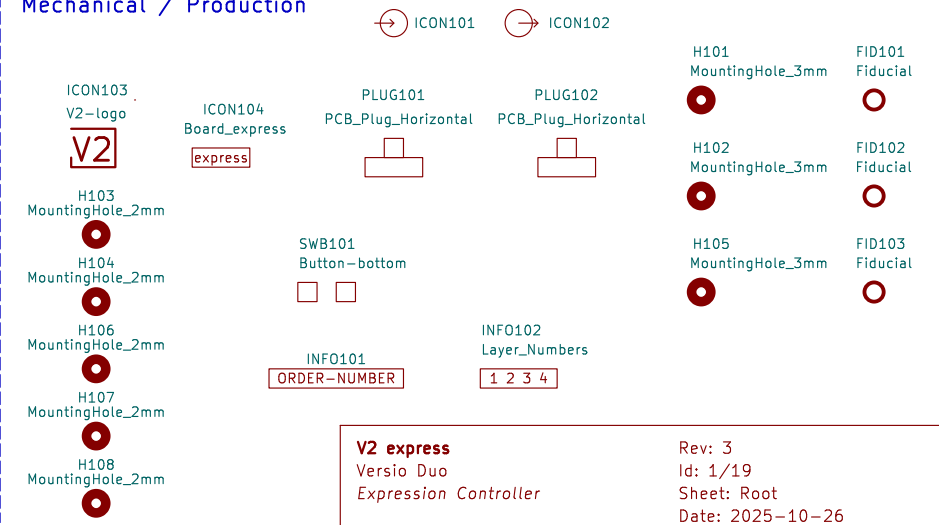 Mechanical / Production
ICON101
ICON102
H101
MountingHole_3mm
FID101
Fiducial
ICON103
V2-logo
V2
ICON104
Board_express
express
PLUG101
PCB_Plug_Horizontal
PLUG102
PCB_Plug_Horizontal
H102
MountingHole_3mm
FID102
Fiducial
H103
MountingHole_2mm
SWB101
Button-bottom
H105
MountingHole_3mm
FID103
Fiducial
H104
MountingHole_2mm
H106
MountingHole_2mm
INFO101
ORDER-NUMBER
INFO102
Layer_Numbers
1 2 3 4
H107
MountingHole_2mm
H108
MountingHole_2mm
V2 express
Versio Duo
Expression Controller
Rev: 3
Id: 1/19
Sheet: Root
Date: 2025-10-26